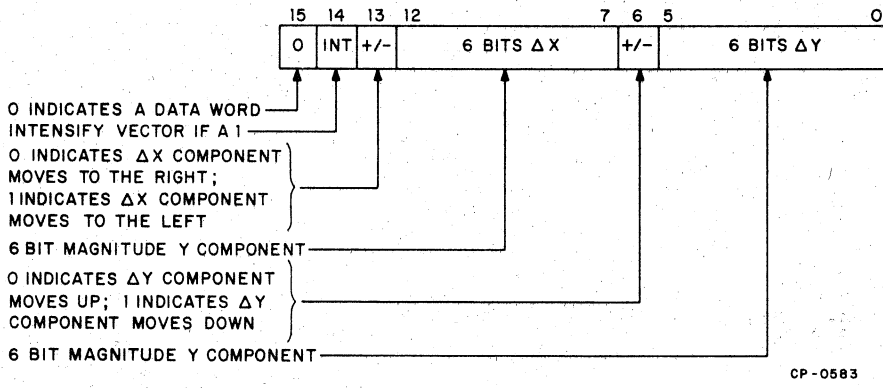 15 14 13 12 7 6 5 0
0 INT +/- 6 BITS ΔX +/- 6 BITS ΔY
0 INDICATES A DATA WORD
INTENSIFY VECTOR IF A 1
0 INDICATES ΔX COMPONENT
MOVES TO THE RIGHT;
1 INDICATES ΔX COMPONENT
MOVES TO THE LEFT
6 BIT MAGNITUDE Y COMPONENT
0 INDICATES ΔY COMPONENT
MOVES UP; 1 INDICATES ΔY
COMPONENT MOVES DOWN
6 BIT MAGNITUDE Y COMPONENT
CP-0583